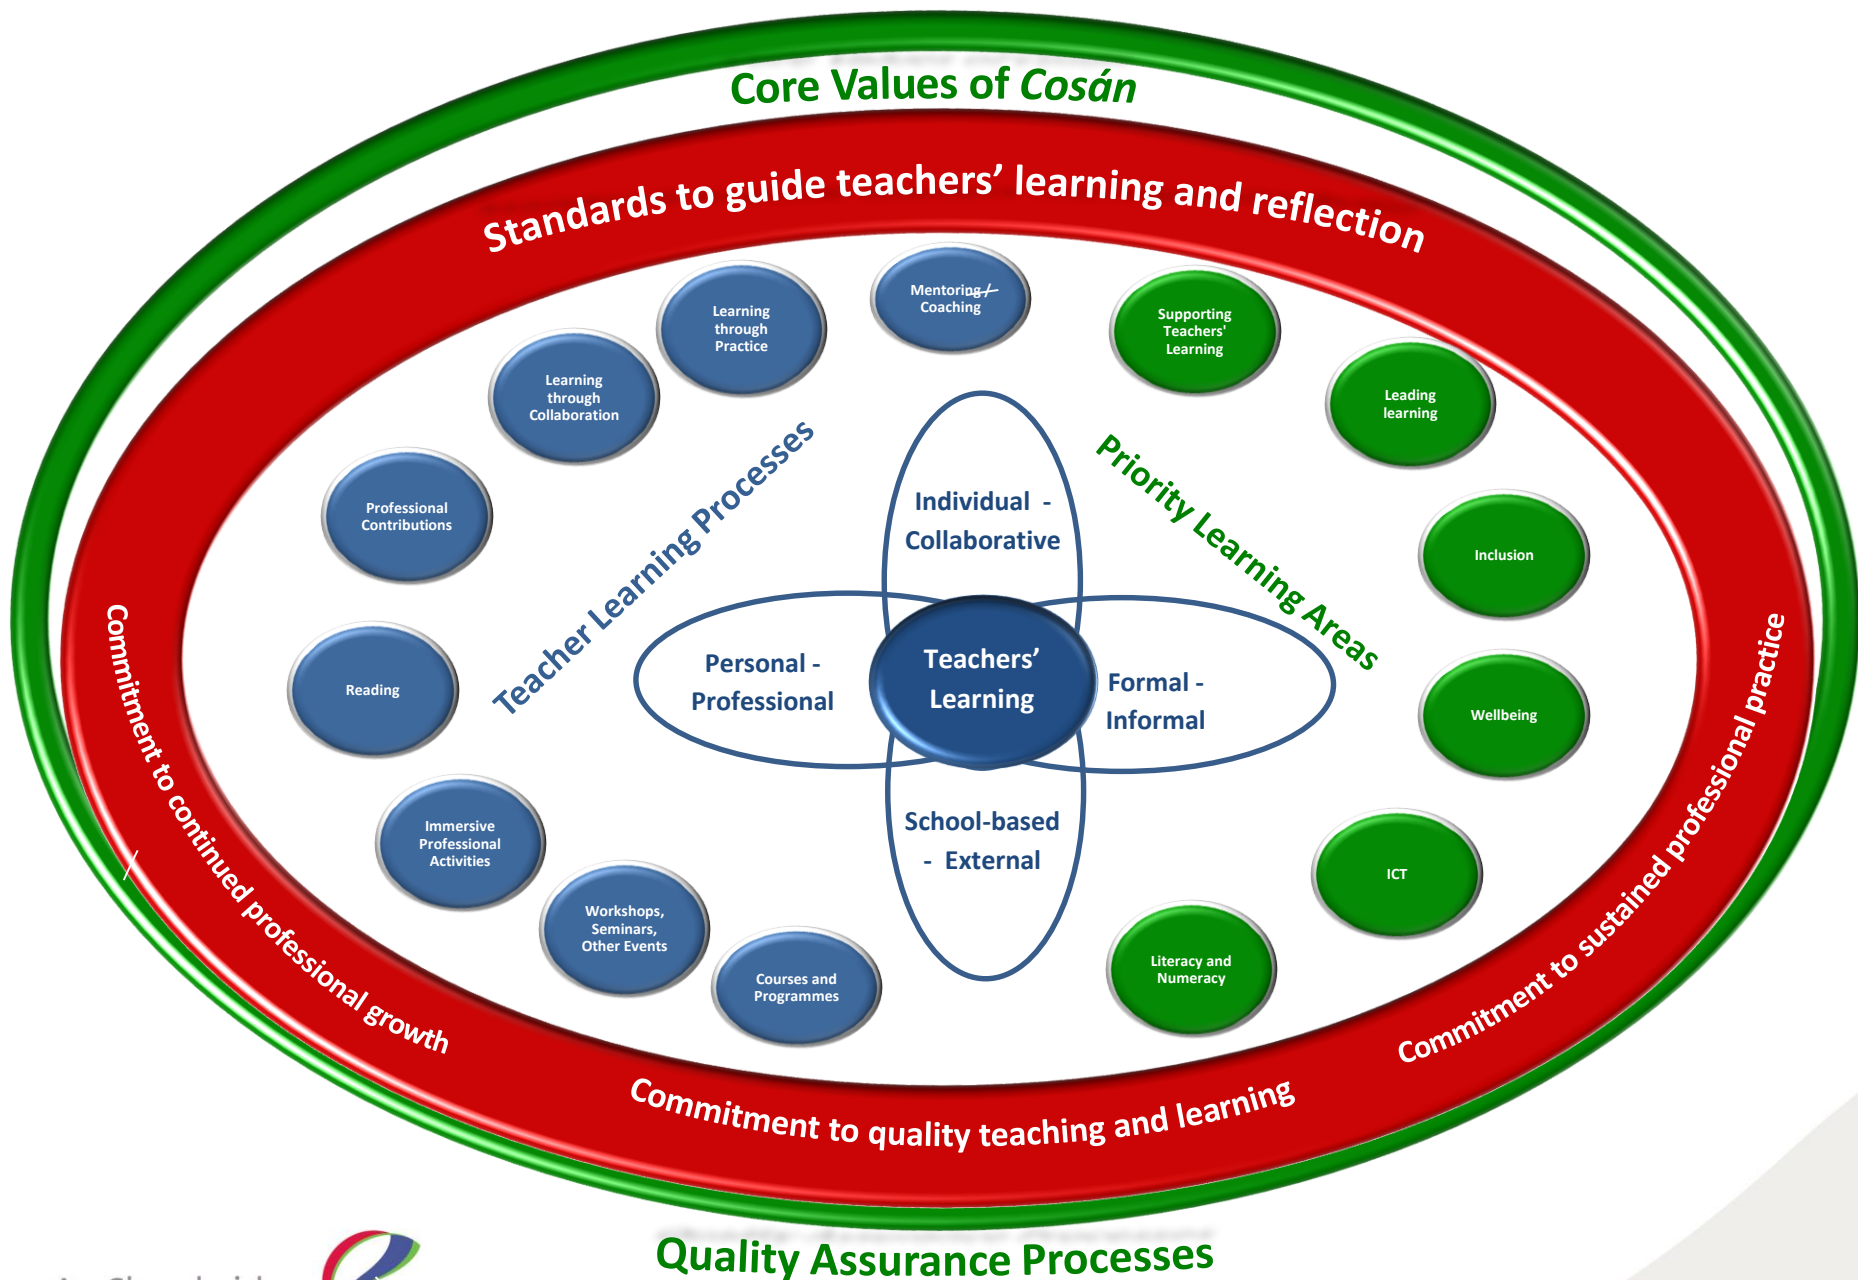 Core Values of Cosán
Standards to guide teachers’ learning and reflection
Mentoring/
Coaching
Learning
through
Practice
Learning
through
Collaboration
Professional
Contributions
Reading
Immersive
Professional
Activities
Workshops,
Seminars,
Other Events
Courses and
Programmes
Teacher Learning Processes
Individual -
Collaborative
Personal -
Professional
Teachers’
Learning
Formal -
Informal
School-based
- External
Priority Learning Areas
Supporting
Teachers'
Learning
Leading
learning
Inclusion
Wellbeing
ICT
Literacy and
Numeracy
Commitment to continued professional growth
Commitment to quality teaching and learning
Commitment to sustained professional practice
Quality Assurance Processes